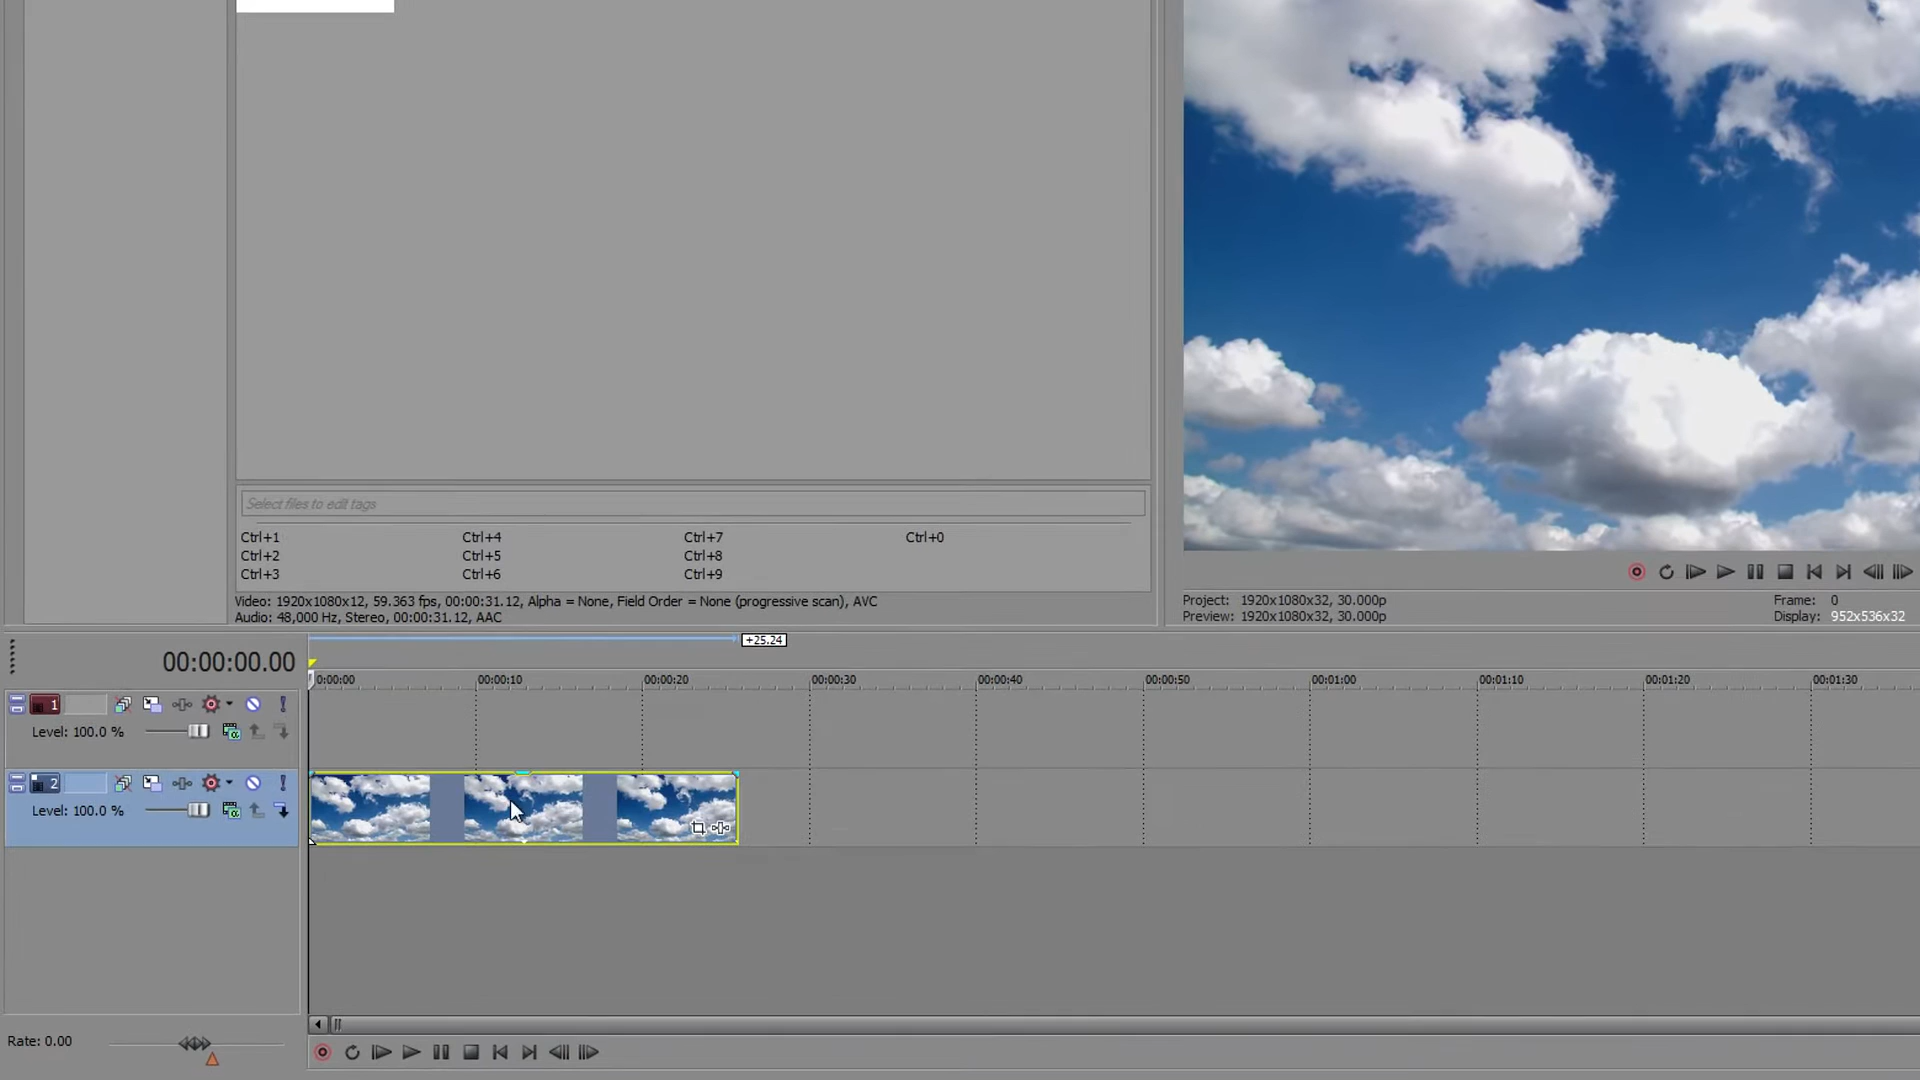 Select files to edit tags
Ctrl+1 Ctrl+4 Ctrl+7 Ctrl+0
Ctrl+2 Ctrl+5 Ctrl+8
Ctrl+3 Ctrl+6 Ctrl+9
Video: 1920x1080x12, 59.363 fps, 00:00:31.12, Alpha = None, Field Order = None (progressive scan), AVC
Audio: 48,000 Hz, Stereo, 00:00:31.12, AAC
Project: 1920x1080x32, 30.000p
Frame: 0
Preview: 1920x1080x32, 30.000p
Display: 952x536x32
+25.24
00:00:00.00
0:00:00 00:00:10 00:00:20 00:00:30 00:00:40 00:00:50 00:01:00 00:01:10 00:01:20 00:01:30
1
Level: 100.0 %
2
Level: 100.0 %
Rate: 0.00